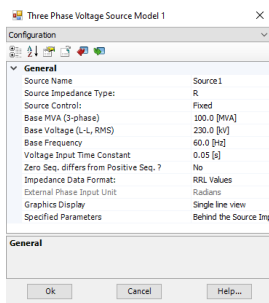 Three Phase Voltage Source Model 1
Configuration
General
Source Name Source1
Source Impedance Type: R
Source Control: Fixed
Base MVA (3-phase) 100.0 [MVA]
Base Voltage (L-L, RMS) 230.0 [kV]
Base Frequency 60.0 [Hz]
Voltage Input Time Constant 0.05 [s]
Zero Seq. differs from Positive Seq. ? No
Impedance Data Format: RRL Values
External Phase Input Unit Radians
Graphics Display Single line view
Specified Parameters Behind the Source Imp
General
Ok Cancel Help...